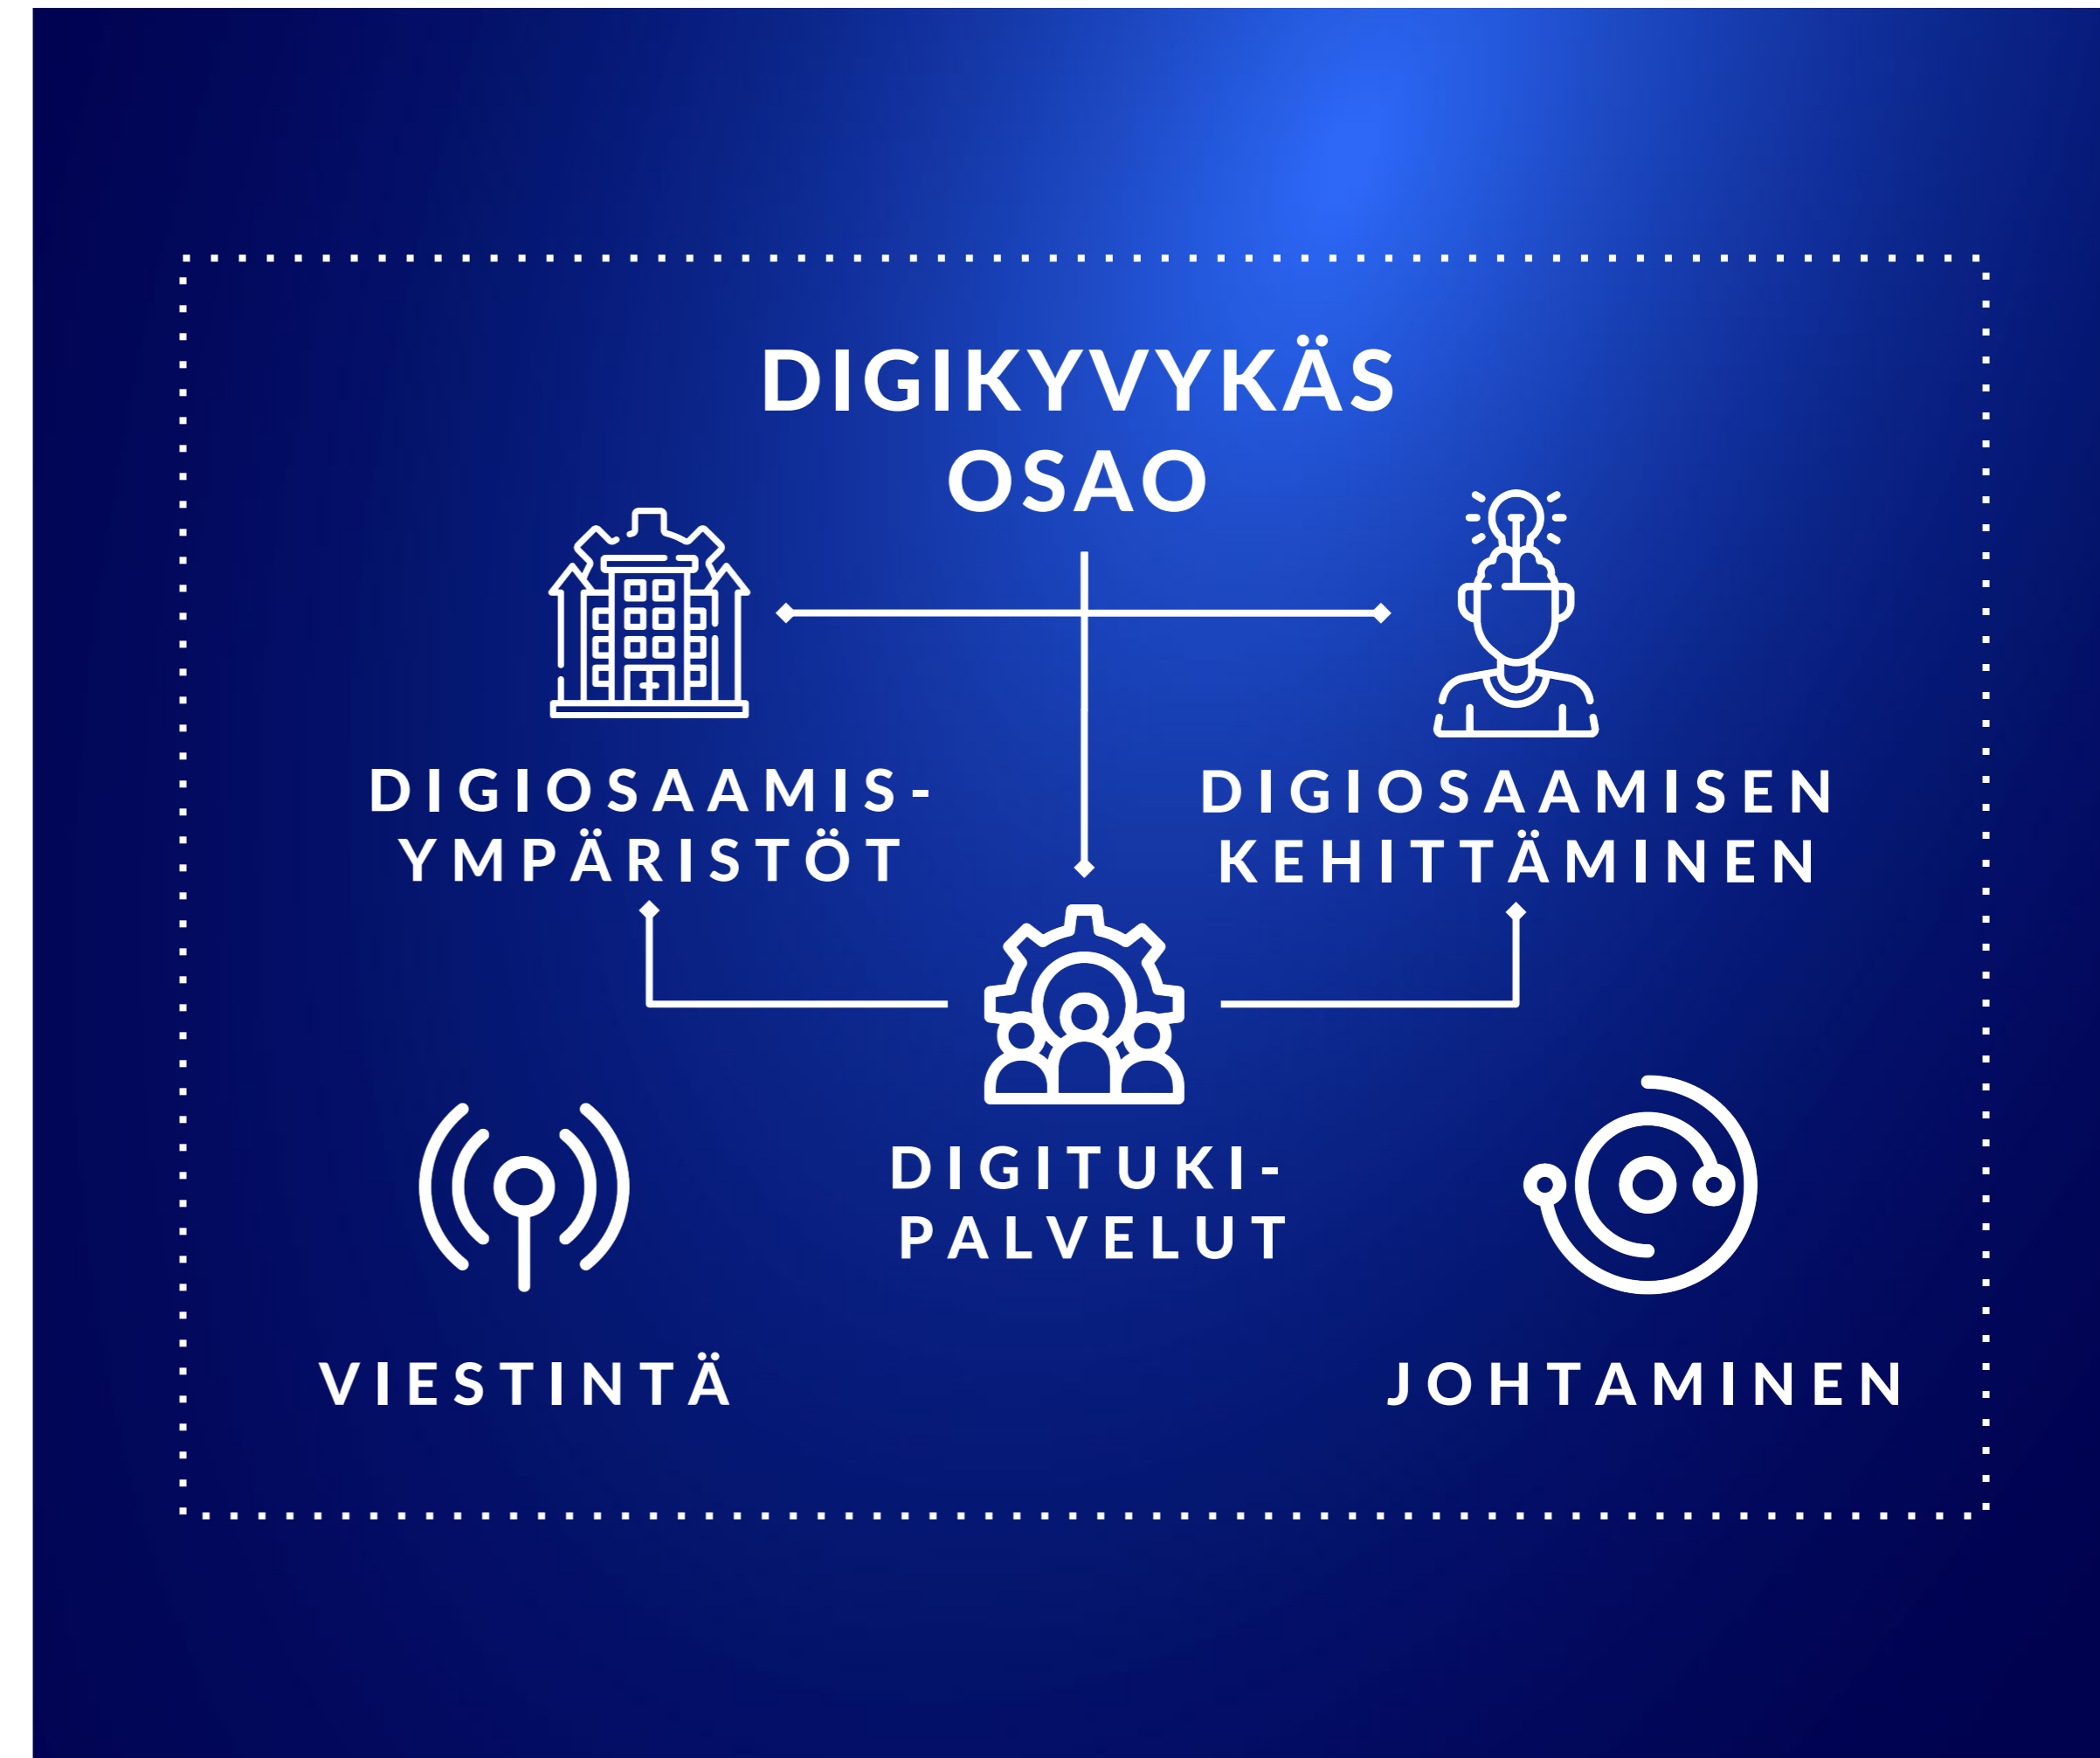 DIGIKYVYKÄS
OSAO
DIGIOSAAMIS-
YMPÄRISTÖT
DIGIOSAAMISEN
KEHITTÄMINEN
DIGITUKI-
PALVELUT
VIESTINTÄ
JOHTAMINEN